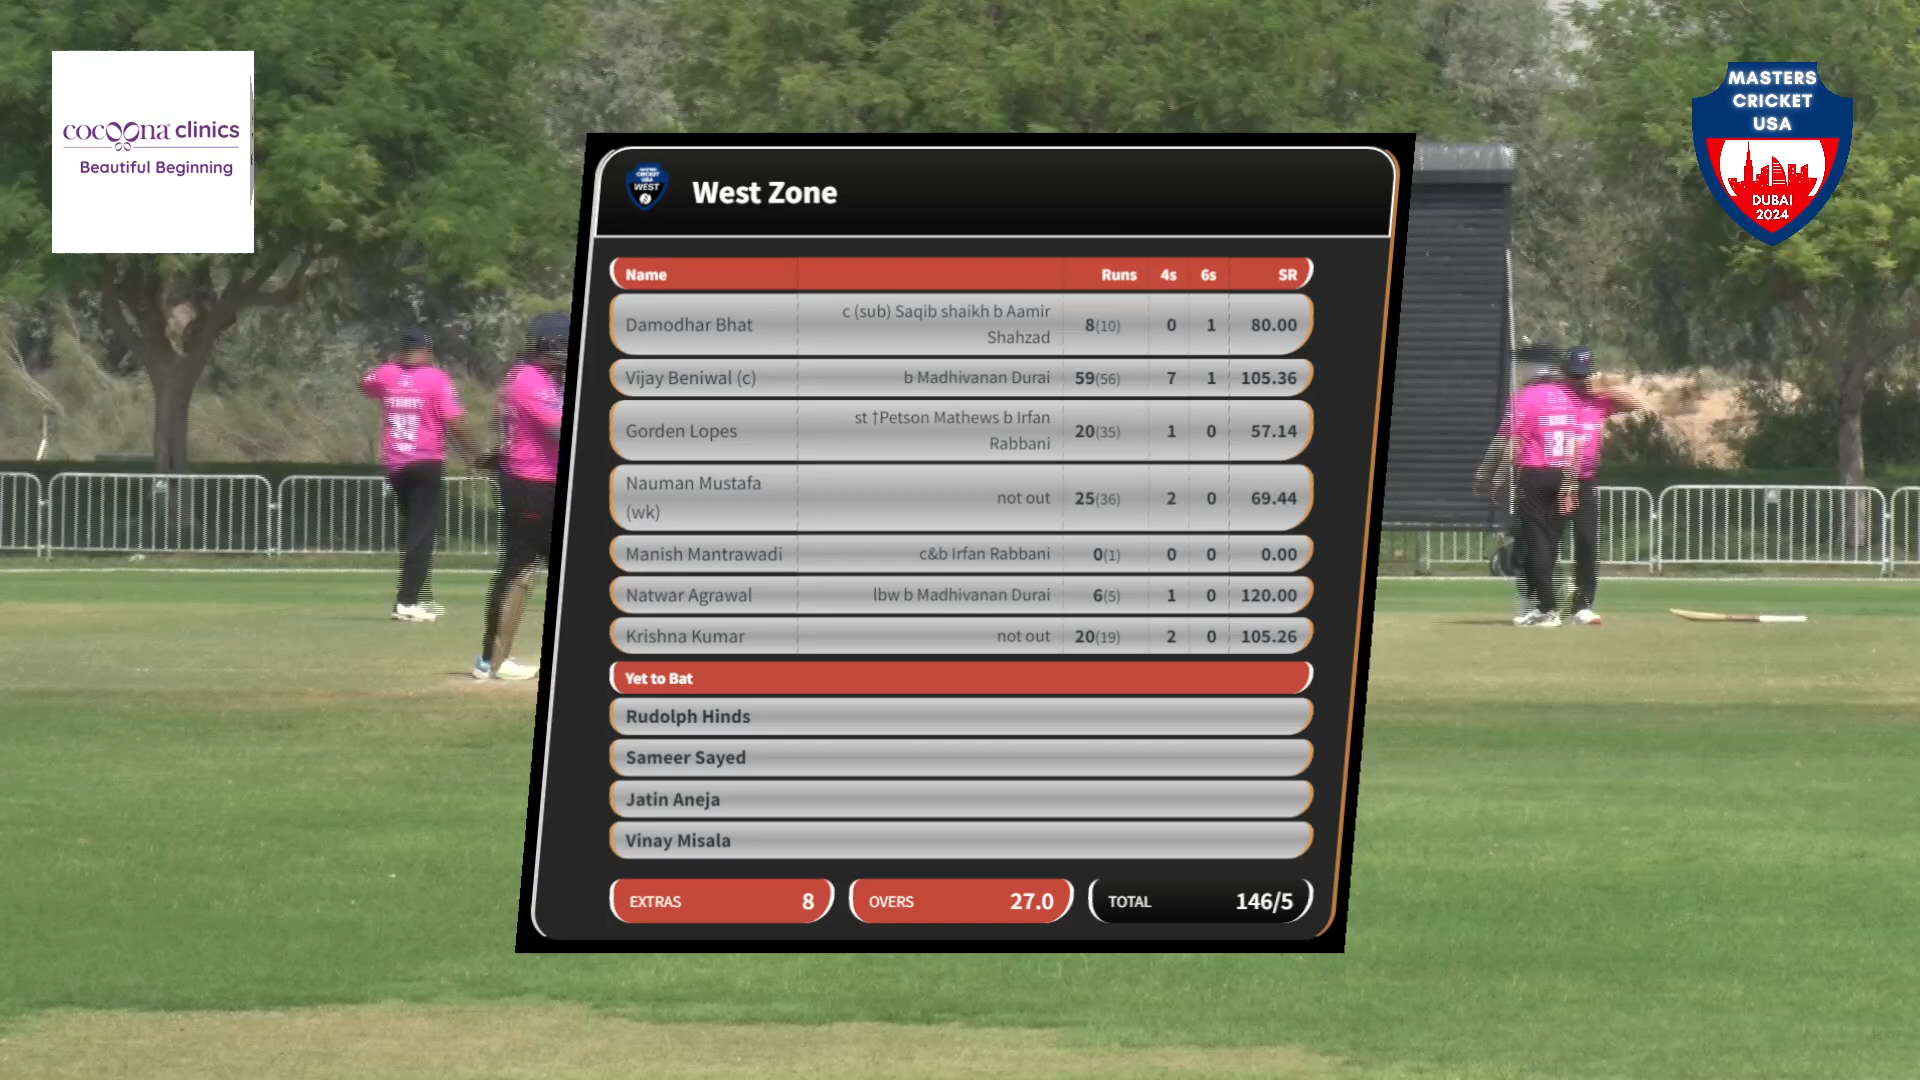 cocoona clinics
Beautiful Beginning
MASTERS
CRICKET
USA
DUBAI
2024
MASTERS
CRICKET
USA
WEST
West Zone
Name Runs 4s 6s SR
Damodhar Bhat c (sub) Saqib shaikh b Aamir Shahzad 8(10) 0 1 80.00
Vijay Beniwal (c) b Madhivanan Durai 59(56) 7 1 105.36
Gorden Lopes st †Petson Mathews b Irfan Rabbani 20(35) 1 0 57.14
Nauman Mustafa (wk) not out 25(36) 2 0 69.44
Manish Mantrawadi c&b Irfan Rabbani 0(1) 0 0 0.00
Natwar Agrawal lbw b Madhivanan Durai 6(5) 1 0 120.00
Krishna Kumar not out 20(19) 2 0 105.26
Yet to Bat
Rudolph Hinds
Sameer Sayed
Jatin Aneja
Vinay Misala
EXTRAS 8 OVERS 27.0 TOTAL 146/5